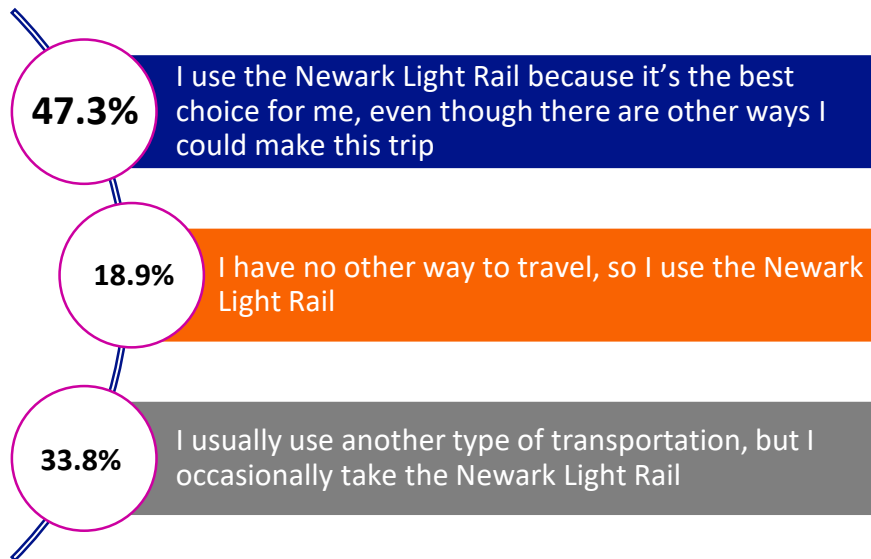 47.3%
I use the Newark Light Rail because it’s the best
choice for me, even though there are other ways I
could make this trip
18.9%
I have no other way to travel, so I use the Newark
Light Rail
33.8%
I usually use another type of transportation, but I
occasionally take the Newark Light Rail